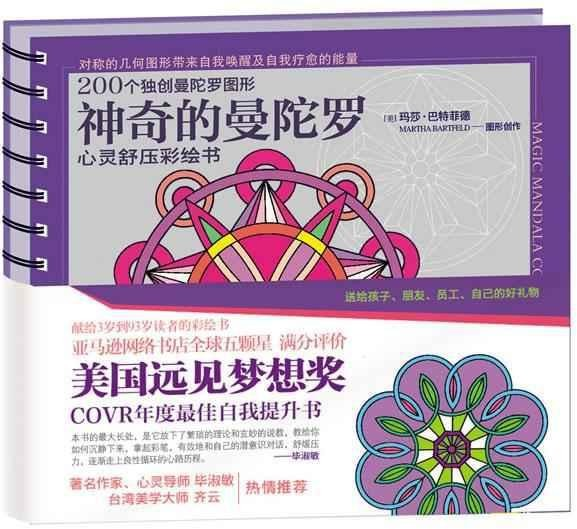 对称的几何图形带来自我唤醒及自我疗愈的能量
200个独创曼陀罗图形
神奇的曼陀罗
心灵舒压彩绘书
[美] 玛莎·巴特菲德
MARTHA BARTFELD — 图形创作
MAGIC MANDALA CO
送给孩子、朋友、员工、自己的好礼物
献给3岁到93岁读者的彩绘书
亚马逊网络书店全球五颗星 满分评价
美国远见梦想奖
COVR年度最佳自我提升书
本书的最大长处，是它放下了繁琐的理论和玄妙的说教，教给你
如何沉静下来，拿起彩笔，有效地和自己的潜意识对话，舒缓压
力，逐渐走上良性循环的心路历程。
——毕淑敏
著名作家、心灵导师 毕淑敏
台湾美学大师 齐云
热情推荐